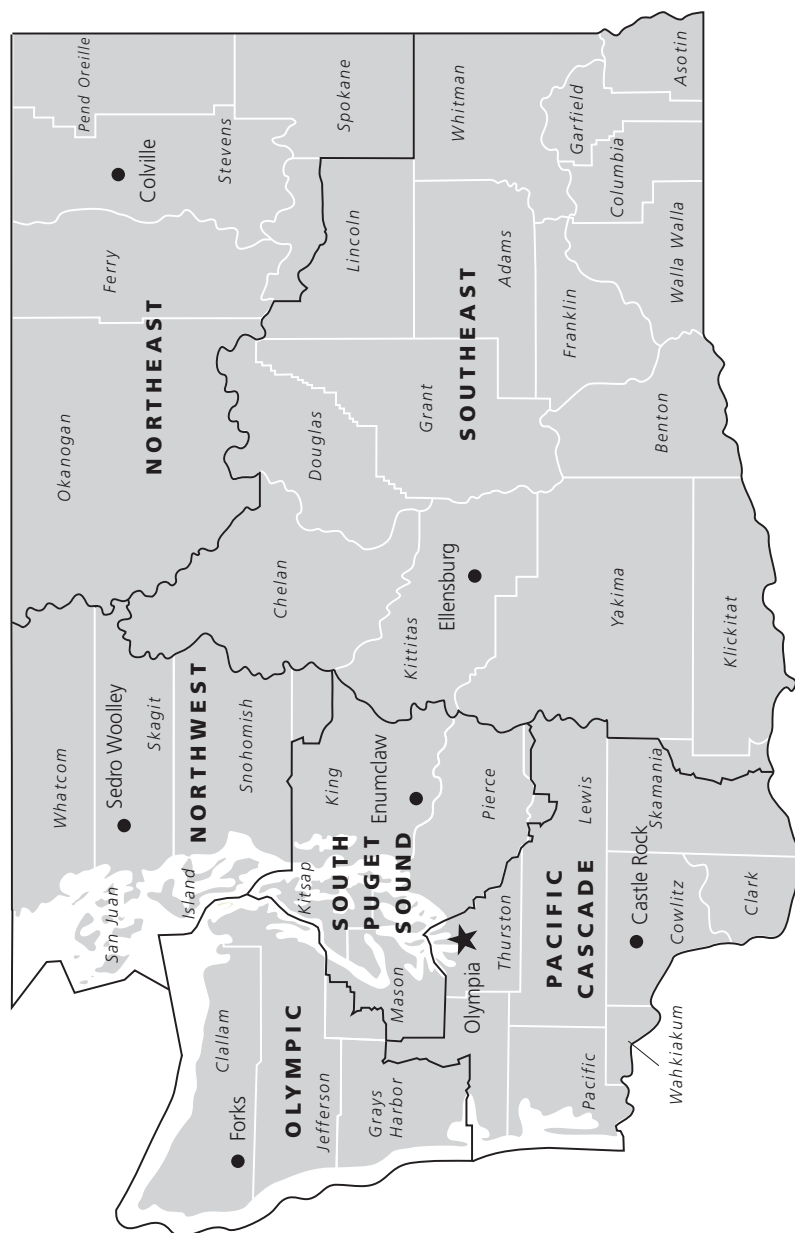 Whatcom
San Juan
Sedro Woolley
Skagit
Island
NORTHWEST
Snohomish
Okanogan
Ferry
Pend Oreille
Colville
Stevens
NORTHEAST
Clallam
Forks
OLYMPIC
Jefferson
Grays
Harbor
Kitsap
King
SOUTH
PUGET
SOUND
Enumclaw
Mason
Pierce
Chelan
Douglas
Lincoln
Spokane
Grant
SOUTHEAST
Adams
Whitman
Kittitas
Ellensburg
Olympia
Thurston
PACIFIC
CASCADE
Lewis
Castle Rock
Skamania
Cowlitz
Clark
Pacific
Wahkiakum
Yakima
Klickitat
Benton
Franklin
Walla Walla
Columbia
Garfield
Asotin